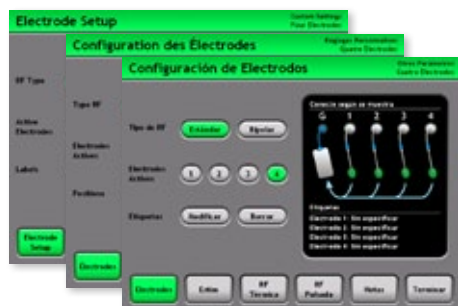 Electrode Setup
Custom Settings
Four Electrodes
RF Type
Active
Electrodes
Labels
Electrode
Setup
Configuration des Électrodes
Réglages Personnalisés
Quatre Électrodes
Type RF
Électrodes
Actives
Positions
Électrodes
Configuración de Electrodos
Otros Parámetros
Cuatro Electrodos
Tipo de RF
Estándar
Bipolar
Electrodos
Activos
1 2 3 4
Etiquetas
Modificar
Borrar
Conecte según se muestra
G 1 2 3 4
Etiquetas
Electrodo 1: Sin especificar
Electrodo 2: Sin especificar
Electrodo 3: Sin especificar
Electrodo 4: Sin especificar
Electrodos
Estim
RF
Térmica
RF
Pulsada
Notas
Terminar